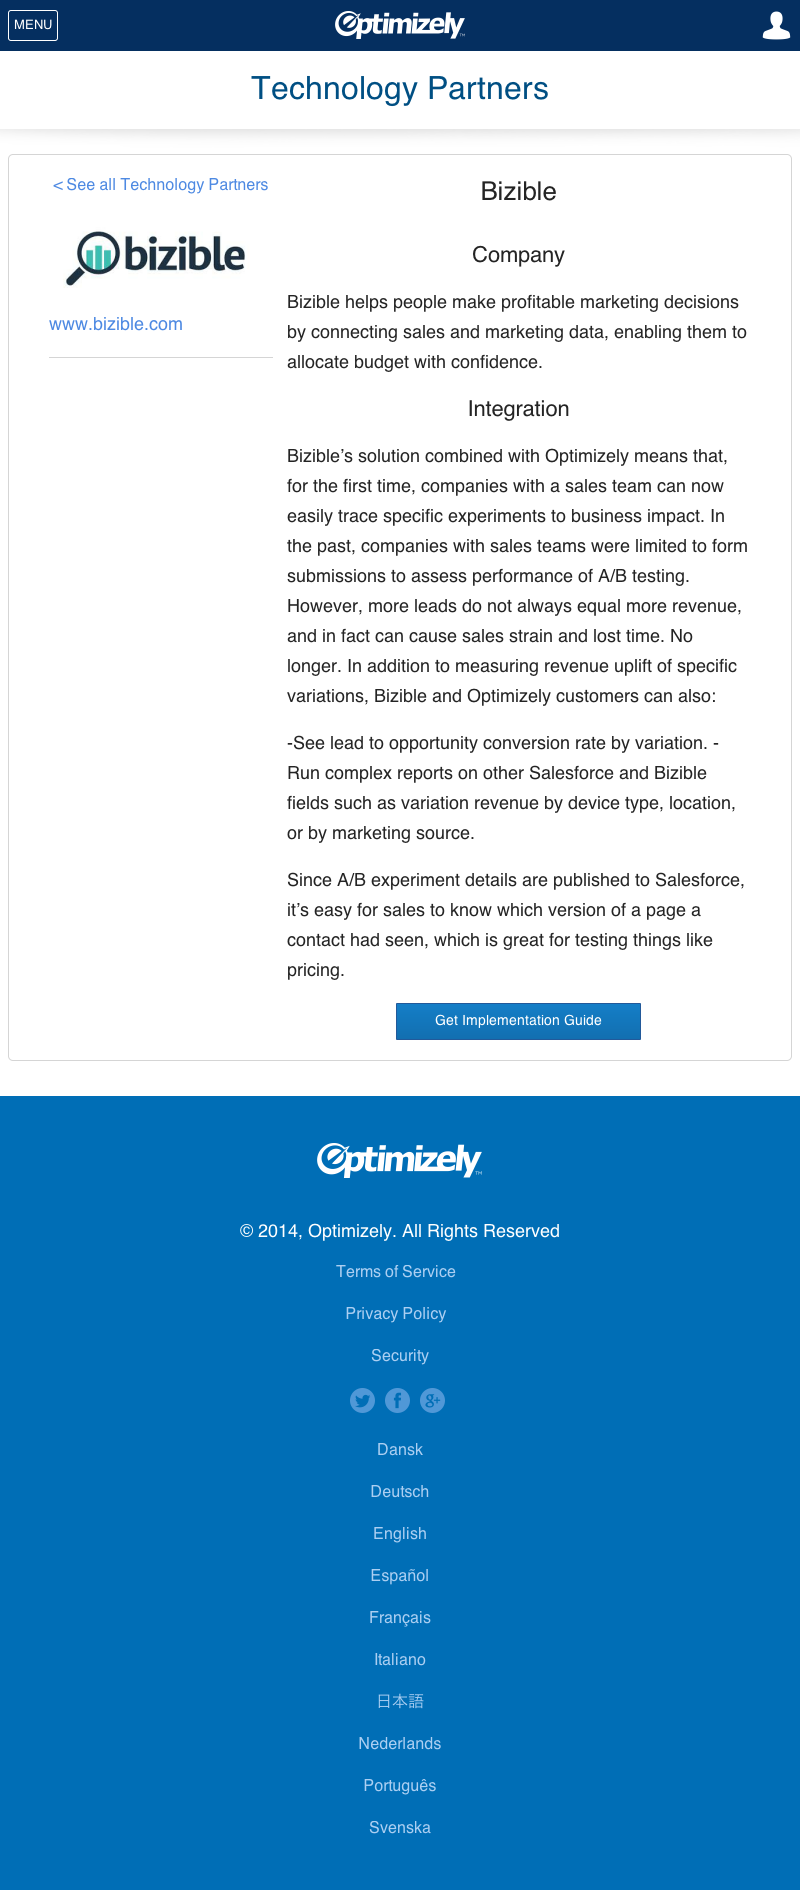 MENU
Optimizely
Technology Partners
< See all Technology Partners
bizible
www.bizible.com
Bizible
Company
Bizible helps people make profitable marketing decisions
by connecting sales and marketing data, enabling them to
allocate budget with confidence.
Integration
Bizible’s solution combined with Optimizely means that,
for the first time, companies with a sales team can now
easily trace specific experiments to business impact. In
the past, companies with sales teams were limited to form
submissions to assess performance of A/B testing.
However, more leads do not always equal more revenue,
and in fact can cause sales strain and lost time. No
longer. In addition to measuring revenue uplift of specific
variations, Bizible and Optimizely customers can also:
-See lead to opportunity conversion rate by variation. -
Run complex reports on other Salesforce and Bizible
fields such as variation revenue by device type, location,
or by marketing source.
Since A/B experiment details are published to Salesforce,
it’s easy for sales to know which version of a page a
contact had seen, which is great for testing things like
pricing.
Get Implementation Guide
Optimizely
© 2014, Optimizely. All Rights Reserved
Terms of Service
Privacy Policy
Security
Dansk
Deutsch
English
Español
Français
Italiano
日本語
Nederlands
Português
Svenska